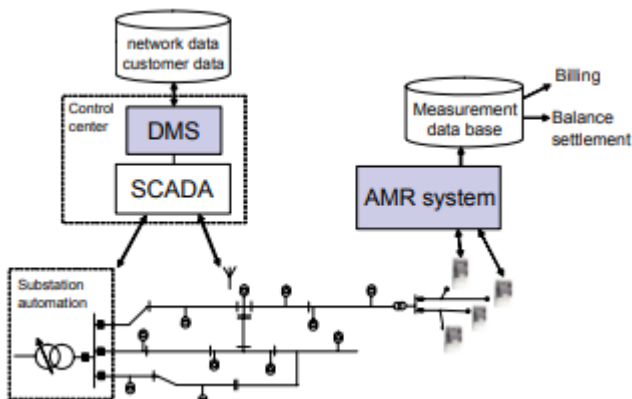 network data
customer data
Control
center
DMS
SCADA
Measurement
data base
Billing
Balance
settlement
AMR system
Substation
automation